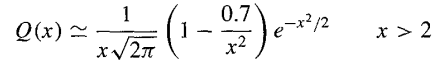 Q(x) ≃ 1/(x√2π) (1 − 0.7/x²) e^{−x²/2} x > 2